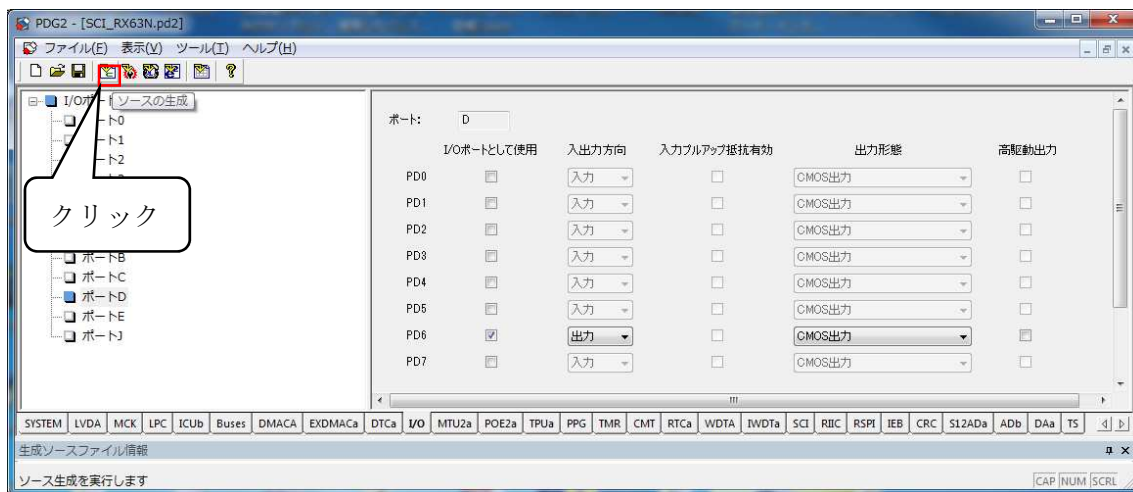 PDG2 - [SCI_RX63N.pd2]
ファイル(F) 表示(V) ツール(T) ヘルプ(H)
ソースの生成
クリック
ポートB
ポートC
ポートD
ポートE
ポートJ
ポート: D
I/Oポートとして使用 入出力方向 入力プルアップ抵抗有効 出力形態 高駆動出力
PD0 入力 CMOS出力
PD1 入力 CMOS出力
PD2 入力 CMOS出力
PD3 入力 CMOS出力
PD4 入力 CMOS出力
PD5 入力 CMOS出力
PD6 出力 CMOS出力
PD7 入力 CMOS出力
SYSTEM LVDA MCK LPC ICUb Buses DMACA EXDMACa DTCa I/O MTU2a POE2a TPUa PPG TMR CMT RTCa WDTA IWDTa SCI RIIC RSPI IEB CRC S12ADa ADb DAa TS
生成ソースファイル情報
ソース生成を実行します CAP NUM SCRL